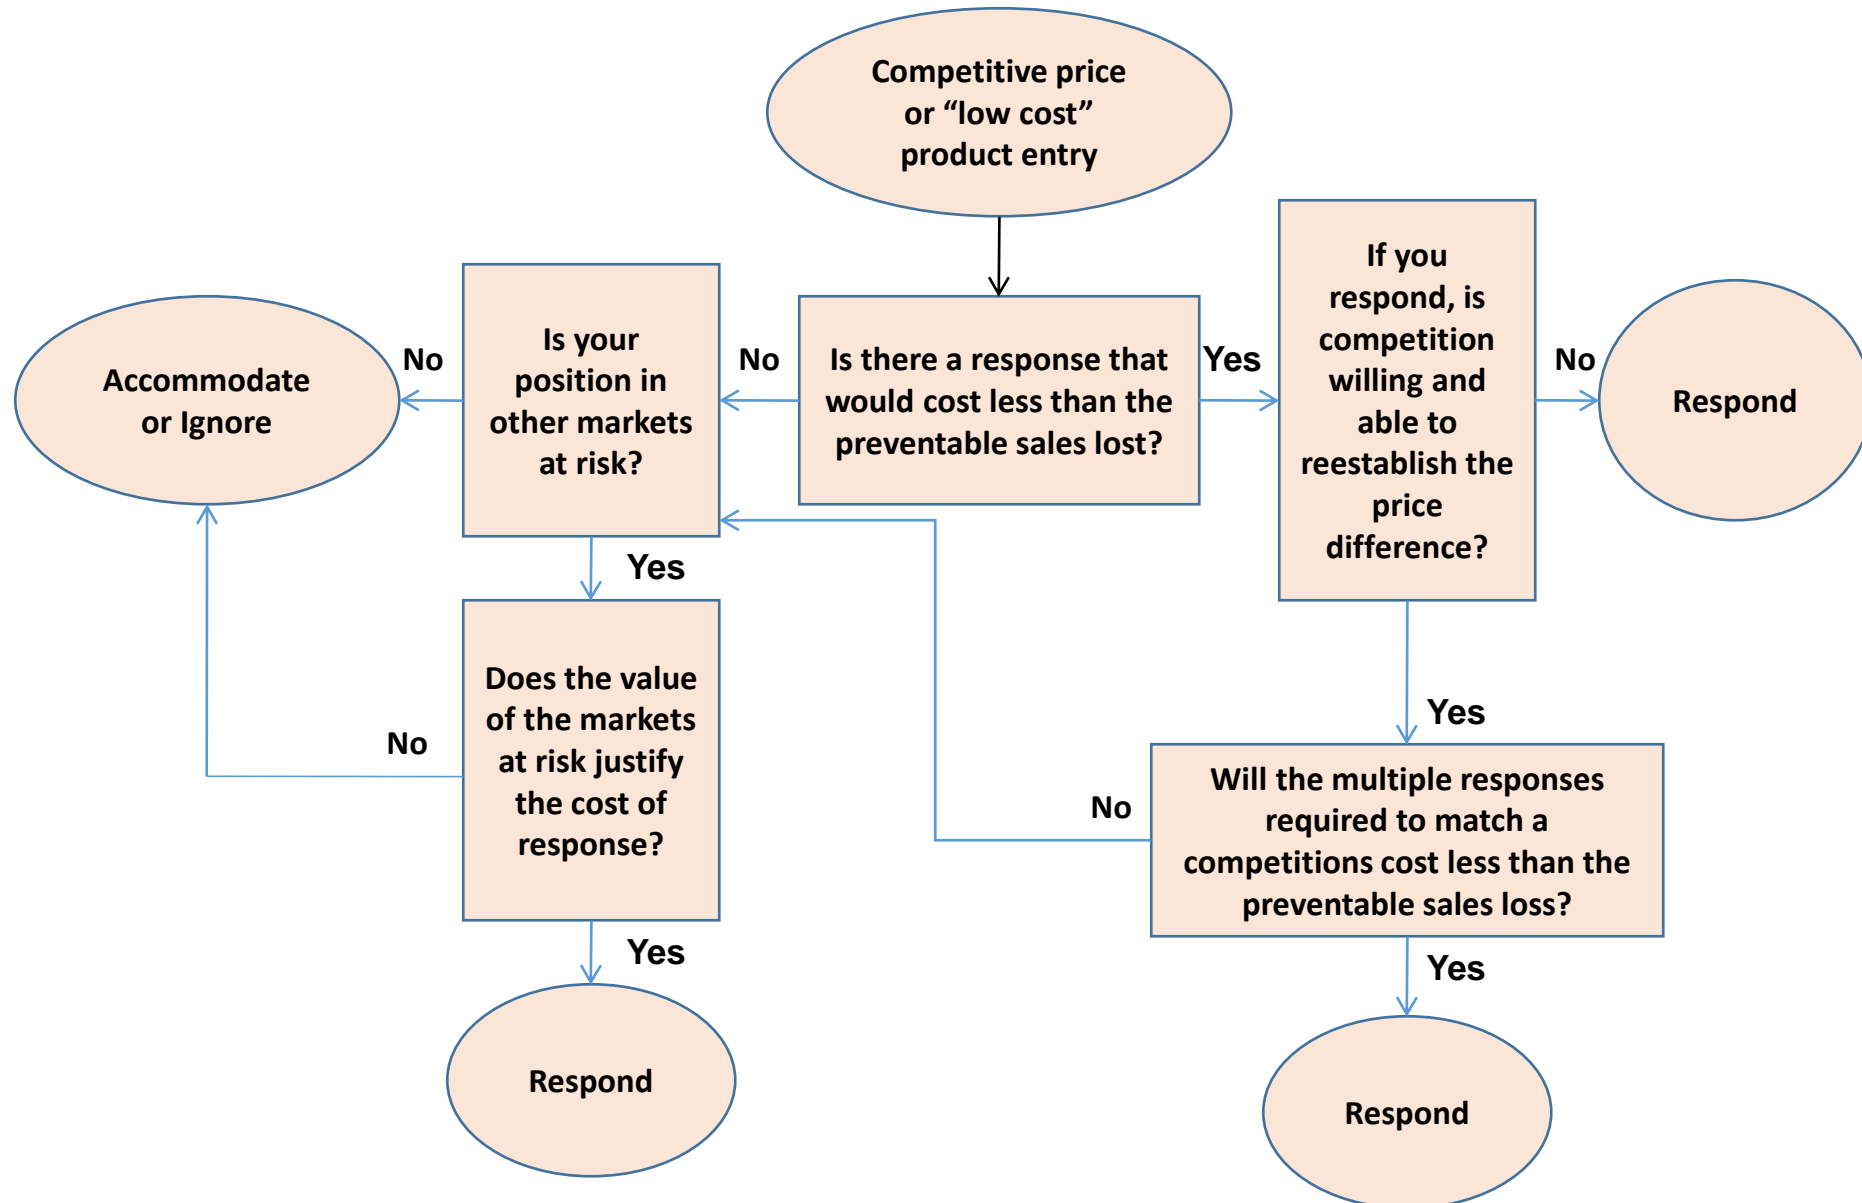 Competitive price
or “low cost”
product entry
Is there a response that
would cost less than the
preventable sales lost?
No
Yes
Is your
position in
other markets
at risk?
No
Accommodate
or Ignore
Yes
Does the value
of the markets
at risk justify
the cost of
response?
No
Yes
Respond
If you
respond, is
competition
willing and
able to
reestablish the
price
difference?
No
Respond
Yes
Will the multiple responses
required to match a
competitions cost less than the
preventable sales loss?
No
Yes
Respond